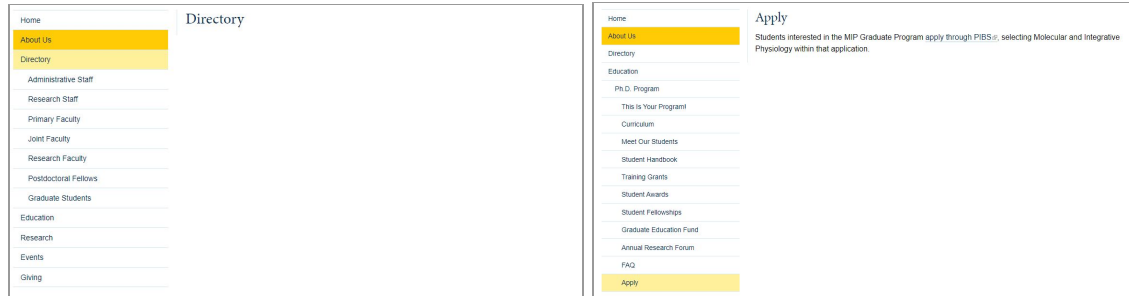 Home
About Us
Directory
Administrative Staff
Research Staff
Primary Faculty
Joint Faculty
Research Faculty
Postdoctoral Fellows
Graduate Students
Education
Research
Events
Giving
Directory
Home
About Us
Directory
Education
Ph.D. Program
This Is Your Program!
Curriculum
Meet Our Students
Student Handbook
Training Grants
Student Awards
Student Fellowships
Graduate Education Fund
Annual Research Forum
FAQ
Apply
Apply
Students interested in the MIP Graduate Program apply through PIBS, selecting Molecular and Integrative
Physiology within that application.